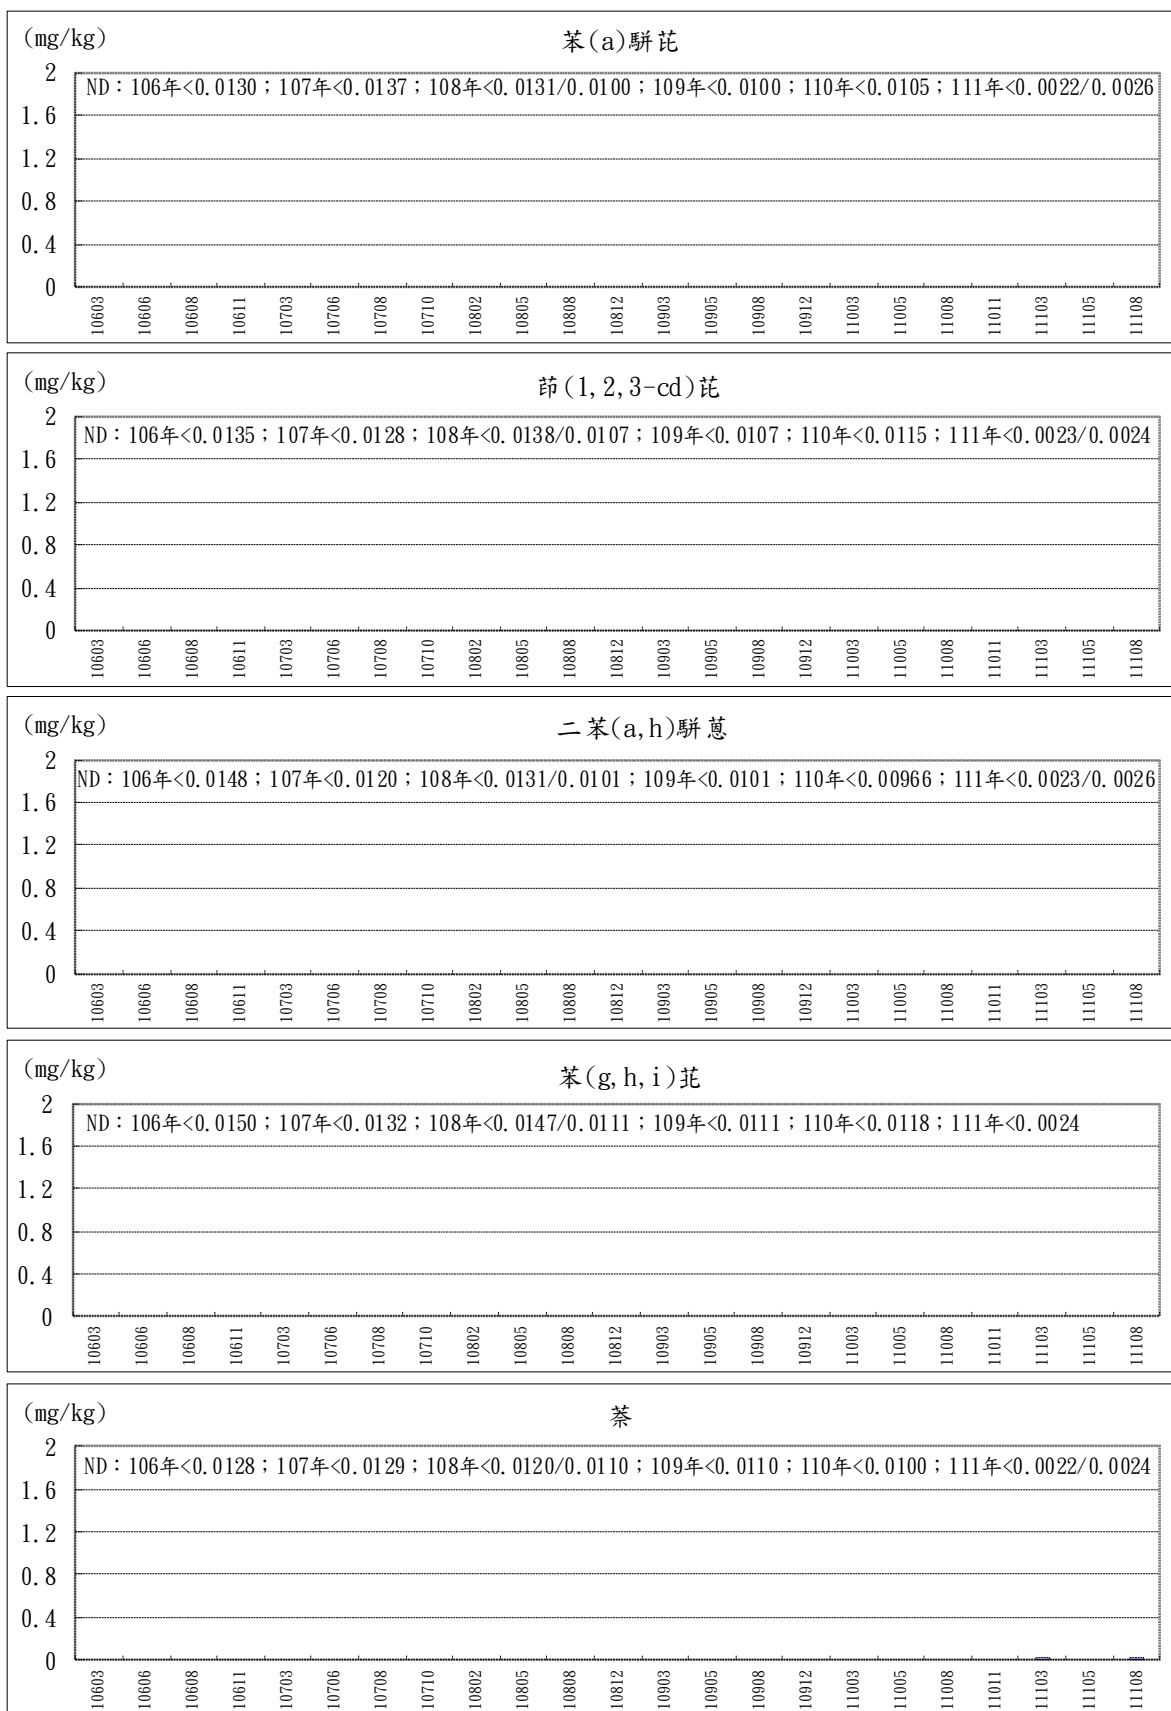 (mg/kg)
苯(a)駢芘
2
ND：106年<0.0130；107年<0.0137；108年<0.0131/0.0100；109年<0.0100；110年<0.0105；111年<0.0022/0.0026
1.6
1.2
0.8
0.4
0
10603 10606 10608 10611 10703 10706 10708 10710 10802 10805 10808 10812 10903 10905 10908 10912 11003 11005 11008 11011 11103 11105 11108
(mg/kg)
茚(1,2,3-cd)芘
2
ND：106年<0.0135；107年<0.0128；108年<0.0138/0.0107；109年<0.0107；110年<0.0115；111年<0.0023/0.0024
1.6
1.2
0.8
0.4
0
10603 10606 10608 10611 10703 10706 10708 10710 10802 10805 10808 10812 10903 10905 10908 10912 11003 11005 11008 11011 11103 11105 11108
(mg/kg)
二苯(a,h)駢蒽
2
ND：106年<0.0148；107年<0.0120；108年<0.0131/0.0101；109年<0.0101；110年<0.00966；111年<0.0023/0.0026
1.6
1.2
0.8
0.4
0
10603 10606 10608 10611 10703 10706 10708 10710 10802 10805 10808 10812 10903 10905 10908 10912 11003 11005 11008 11011 11103 11105 11108
(mg/kg)
苯(g,h,i)苝
2
ND：106年<0.0150；107年<0.0132；108年<0.0147/0.0111；109年<0.0111；110年<0.0118；111年<0.0024
1.6
1.2
0.8
0.4
0
10603 10606 10608 10611 10703 10706 10708 10710 10802 10805 10808 10812 10903 10905 10908 10912 11003 11005 11008 11011 11103 11105 11108
(mg/kg)
萘
2
ND：106年<0.0128；107年<0.0129；108年<0.0120/0.0110；109年<0.0110；110年<0.0100；111年<0.0022/0.0024
1.6
1.2
0.8
0.4
0
10603 10606 10608 10611 10703 10706 10708 10710 10802 10805 10808 10812 10903 10905 10908 10912 11003 11005 11008 11011 11103 11105 11108